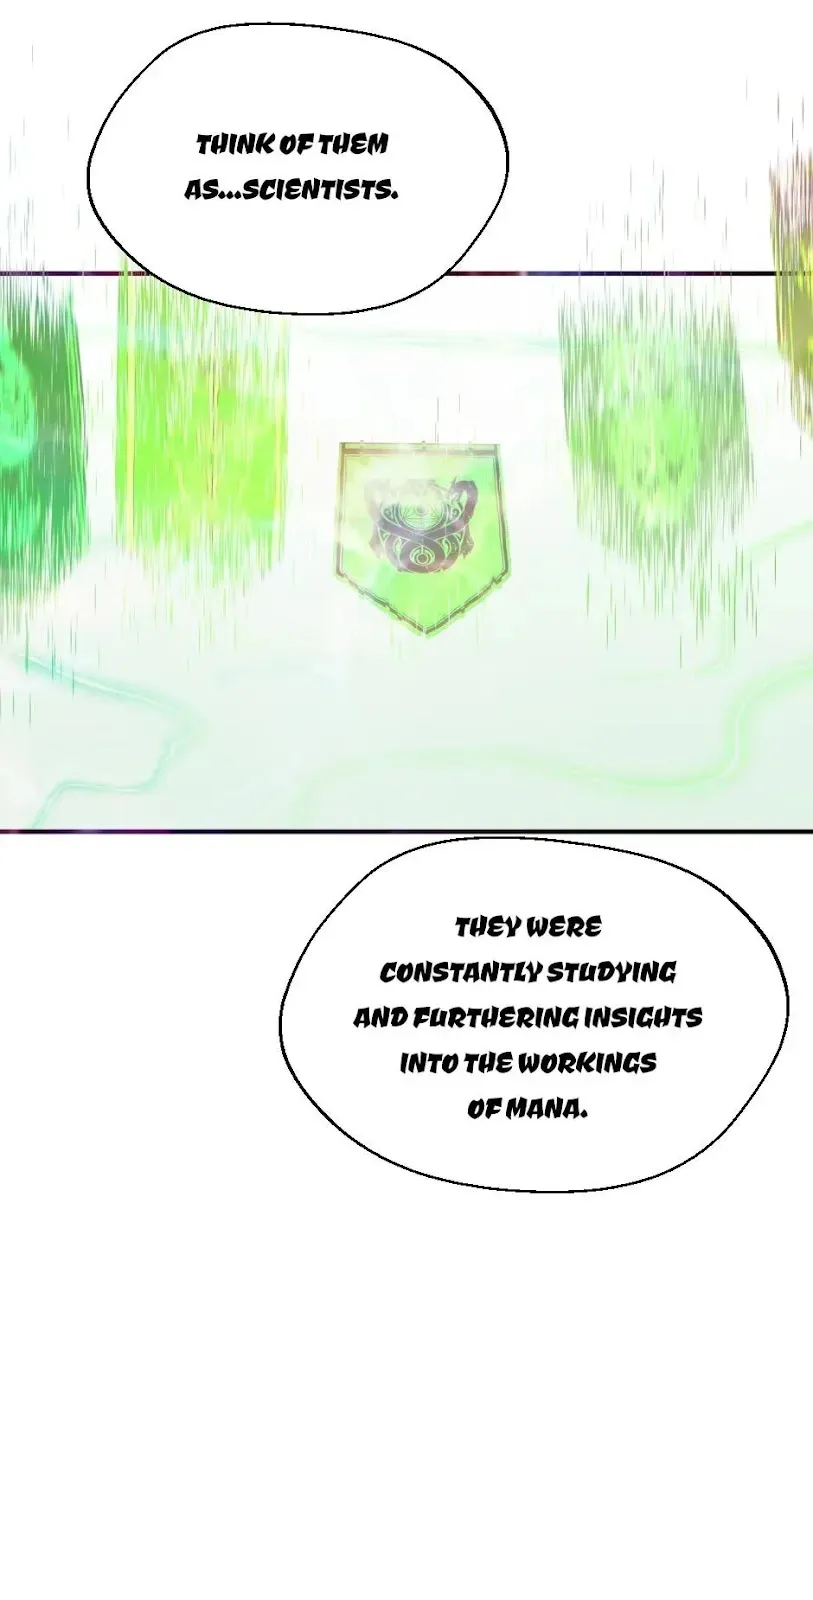 THINK OF THEM
AS...SCIENTISTS.
THEY WERE
CONSTANTLY STUDYING
AND FURTHERING INSIGHTS
INTO THE WORKINGS
OF MANA.